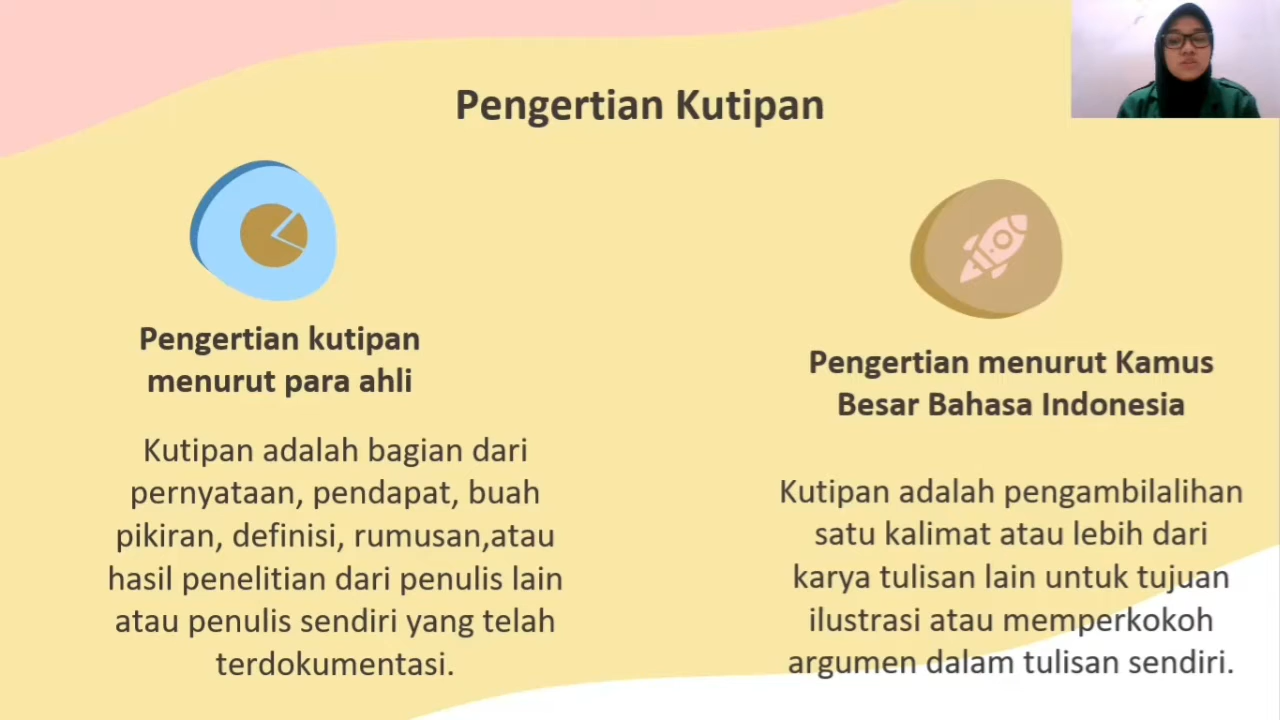 Pengertian Kutipan
Pengertian kutipan
menurut para ahli
Kutipan adalah bagian dari
pernyataan, pendapat, buah
pikiran, definisi, rumusan,atau
hasil penelitian dari penulis lain
atau penulis sendiri yang telah
terdokumentasi.
Pengertian menurut Kamus
Besar Bahasa Indonesia
Kutipan adalah pengambilalihan
satu kalimat atau lebih dari
karya tulisan lain untuk tujuan
ilustrasi atau memperkokoh
argumen dalam tulisan sendiri.